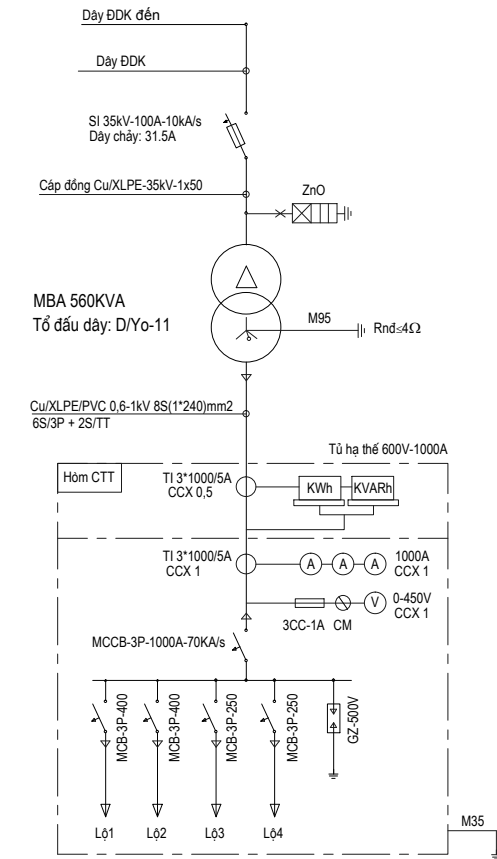 Dây ĐDK đến
Dây ĐDK
SI 35kV-100A-10kA/s
Dây chảy: 31.5A
Cáp đồng Cu/XLPE-35kV-1x50
ZnO
MBA 560KVA
Tổ đấu dây: D/Yo-11
M95
Rnđ≤4Ω
Cu/XLPE/PVC 0,6-1kV 8S(1*240)mm2
6S/3P + 2S/TT
Tủ hạ thế 600V-1000A
Hòm CTT
TI 3*1000/5A
CCX 0,5
KWh
KVARh
TI 3*1000/5A
CCX 1
A
A
A
1000A
CCX 1
V
0-450V
CCX 1
3CC-1A
CM
MCCB-3P-1000A-70KA/s
MCB-3P-400
MCB-3P-400
MCB-3P-250
MCB-3P-250
GZ-500V
Lộ1
Lộ2
Lộ3
Lộ4
M35